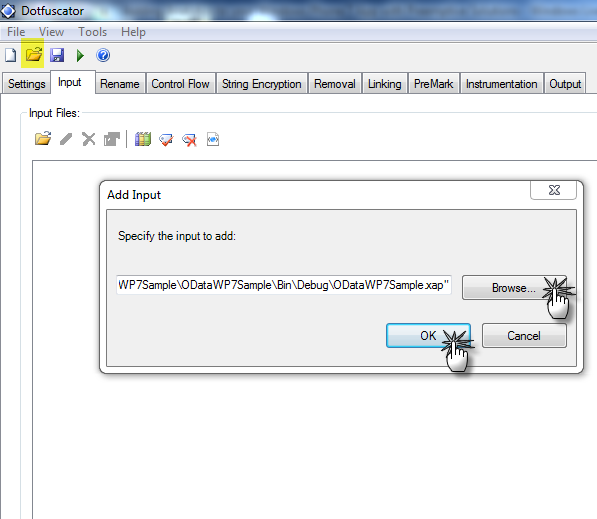 Dotfuscator
File View Tools Help
Settings Input Rename Control Flow String Encryption Removal Linking PreMark Instrumentation Output
Input Files:
Add Input
Specify the input to add:
WP7Sample\ODataWP7Sample\Bin\Debug\ODataWP7Sample.xap"
Browse...
OK Cancel